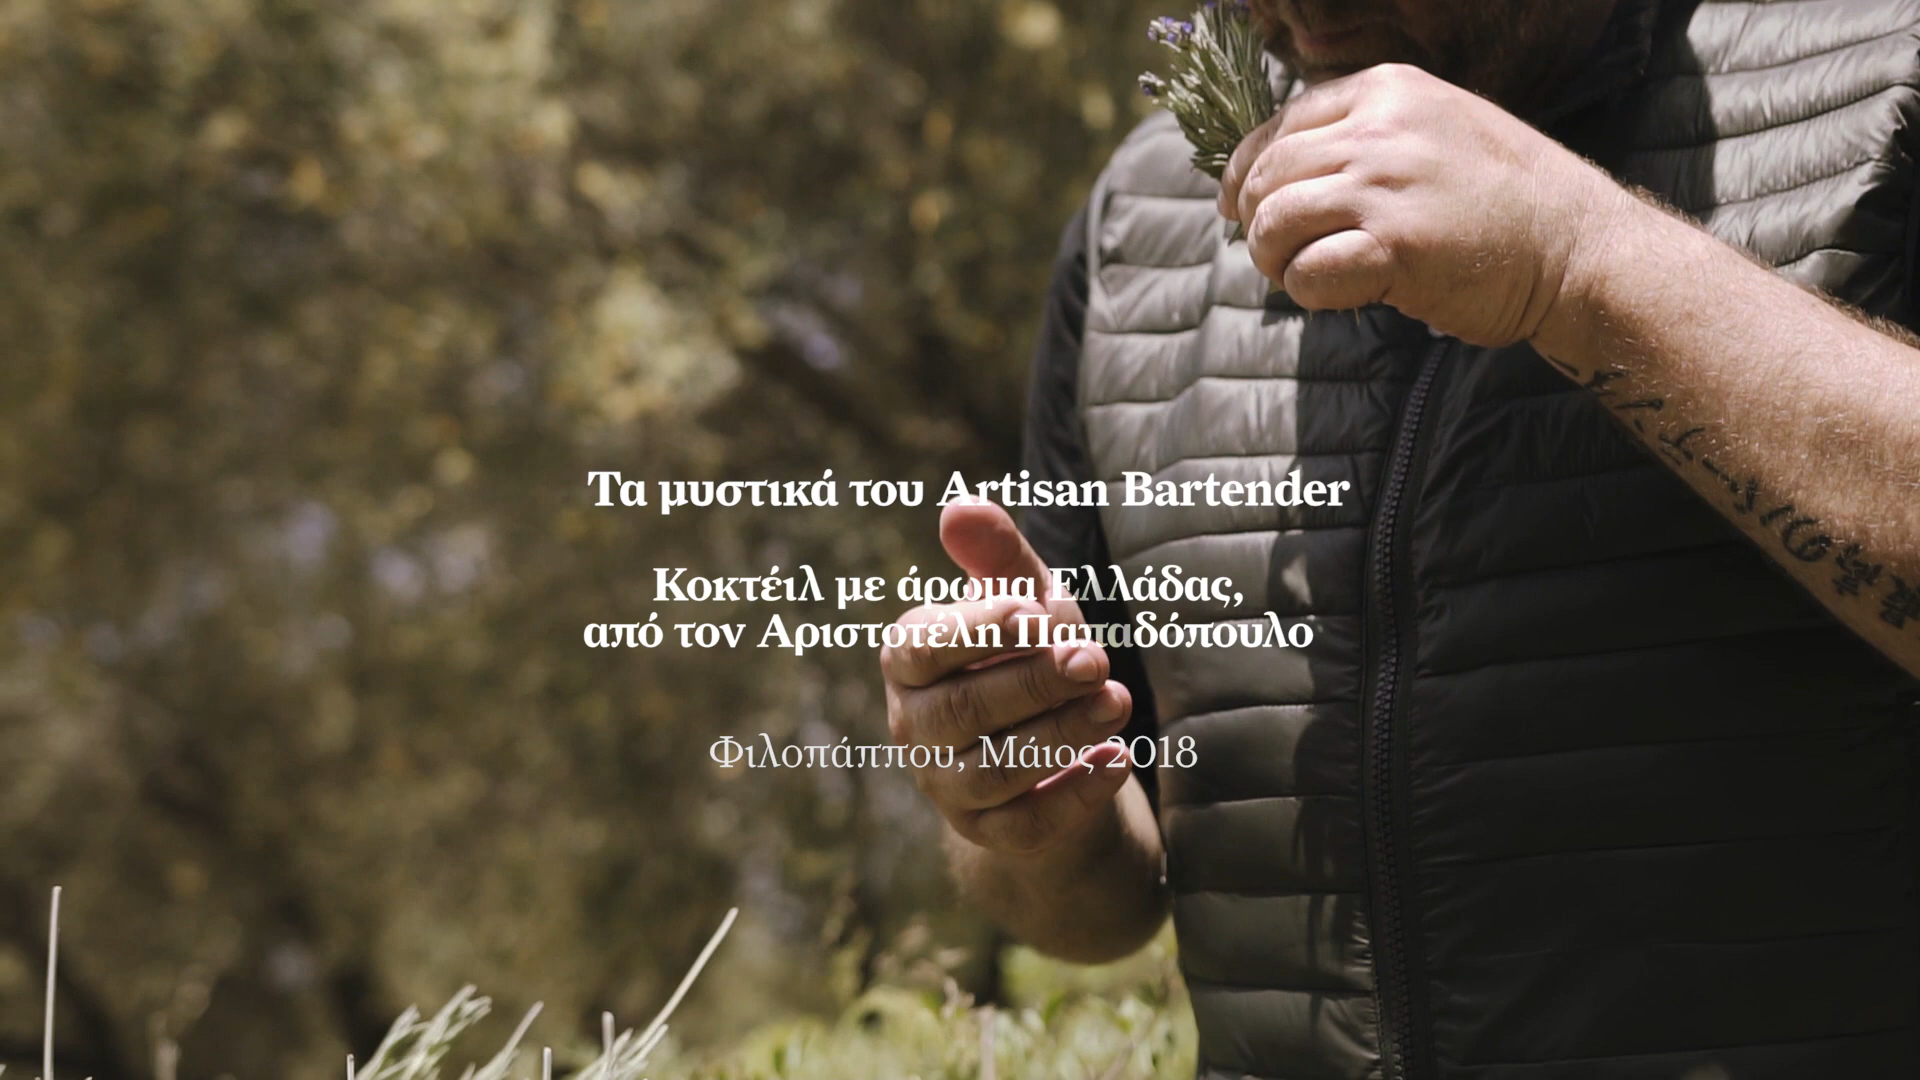 Τα μυστικά του Artisan Bartender
Κοκτέιλ με άρωμα Ελλάδας,
από τον Αριστοτέλη Παπαδόπουλο
Φιλοπάππου, Μάιος 2018